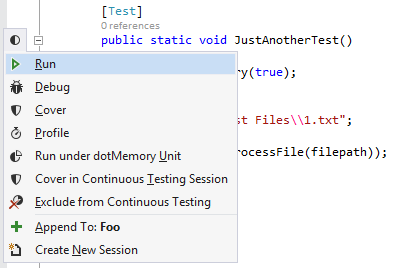 [Test]
0 references
public static void JustAnotherTest()
Run
ry(true);
Debug
Cover
st Files\\1.txt";
Profile
Run under dotMemory Unit
rocessFile(filepath));
Cover in Continuous Testing Session
Exclude from Continuous Testing
Append To: Foo
Create New Session